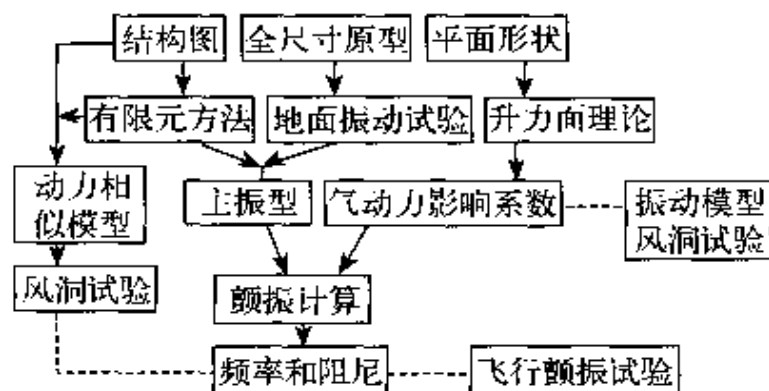 结构图
全尺寸原型
平面形状
有限元方法
地面振动试验
升力面理论
动力相
似模型
主振型
气动力影响系数
振动模型
风洞试验
风洞试验
颤振计算
频率和阻尼
飞行颤振试验